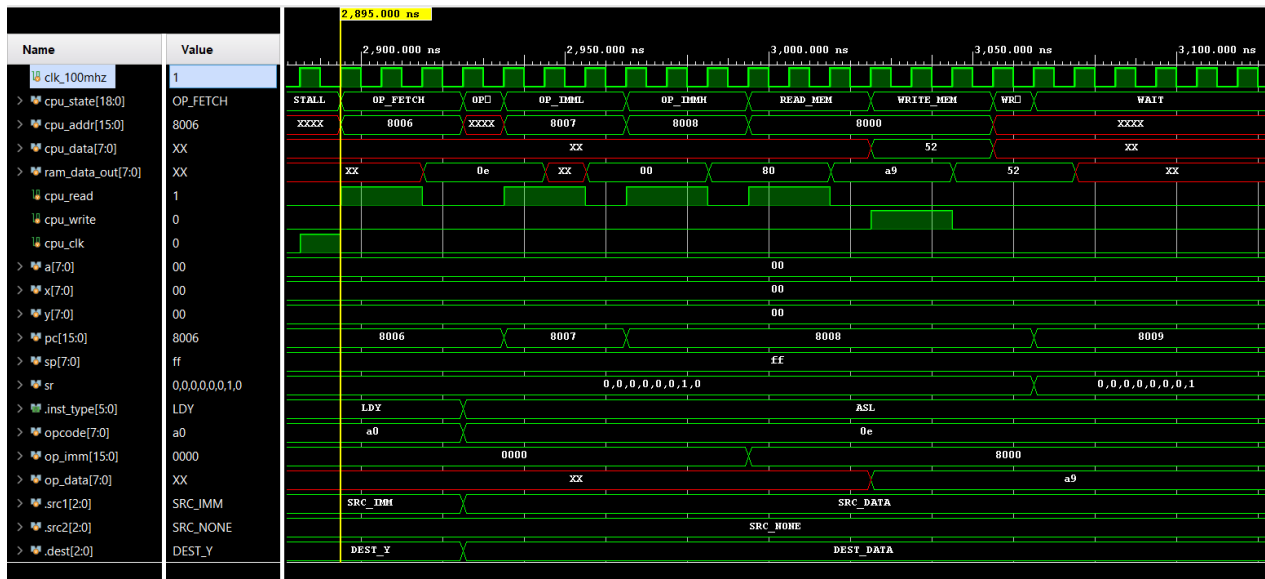 2,895.000 ns
Name Value
2,900.000 ns 2,950.000 ns 3,000.000 ns 3,050.000 ns 3,100.000 ns
clk_100mhz 1
cpu_state[18:0] OP_FETCH STALL OP_FETCH OP□ OP_IMML OP_IMMH READ_MEM WRITE_MEM WR□ WAIT
cpu_addr[15:0] 8006 XXXX 8006 XXXX 8007 8008 8000 XXXX
cpu_data[7:0] XX XX 52 XX
ram_data_out[7:0] XX XX 0e XX 00 80 a9 52 XX
cpu_read 1
cpu_write 0
cpu_clk 0
a[7:0] 00 00
x[7:0] 00 00
y[7:0] 00 00
pc[15:0] 8006 8006 8007 8008 8009
sp[7:0] ff ff
sr 0,0,0,0,0,0,1,0 0,0,0,0,0,0,1,0 0,0,0,0,0,0,0,1
.inst_type[5:0] LDY LDY ASL
opcode[7:0] a0 a0 0e
op_imm[15:0] 0000 0000 8000
op_data[7:0] XX XX a9
.src1[2:0] SRC_IMM SRC_IMM SRC_DATA
.src2[2:0] SRC_NONE SRC_NONE
.dest[2:0] DEST_Y DEST_Y DEST_DATA